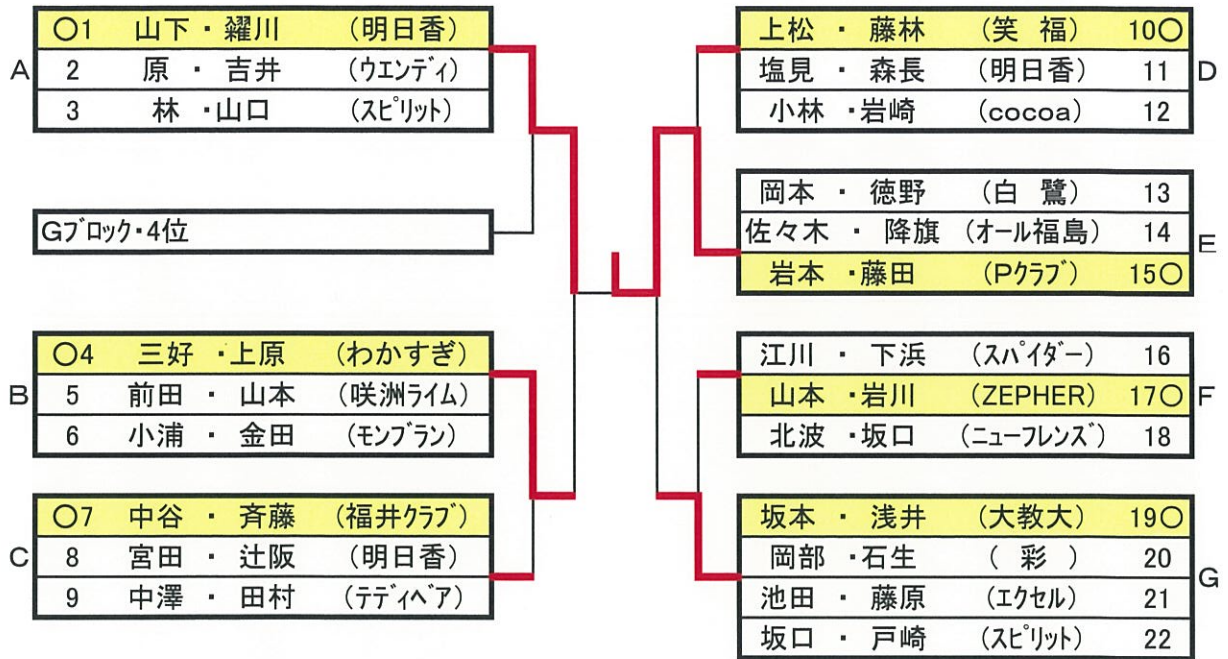 A
○1 山下・糶川 (明日香)
2 原・吉井 (ウエンディ)
3 林・山口 (スピリット)
Gブロック・4位
B
○4 三好・上原 (わかすぎ)
5 前田・山本 (咲洲ライム)
6 小浦・金田 (モンブラン)
C
○7 中谷・斉藤 (福井クラブ)
8 宮田・辻阪 (明日香)
9 中澤・田村 (テディベア)
上松・藤林 (笑 福) 10○
塩見・森長 (明日香) 11
小林・岩崎 (cocoa) 12
D
岡本・徳野 (白 鷺) 13
佐々木・降旗 (オール福島) 14
岩本・藤田 (Pクラブ) 15○
E
江川・下浜 (スパイダー) 16
山本・岩川 (ZEPHER) 17○
北波・坂口 (ニューフレンズ) 18
F
坂本・浅井 (大教大) 19○
岡部・石生 (彩) 20
池田・藤原 (エクセル) 21
坂口・戸崎 (スピリット) 22
G